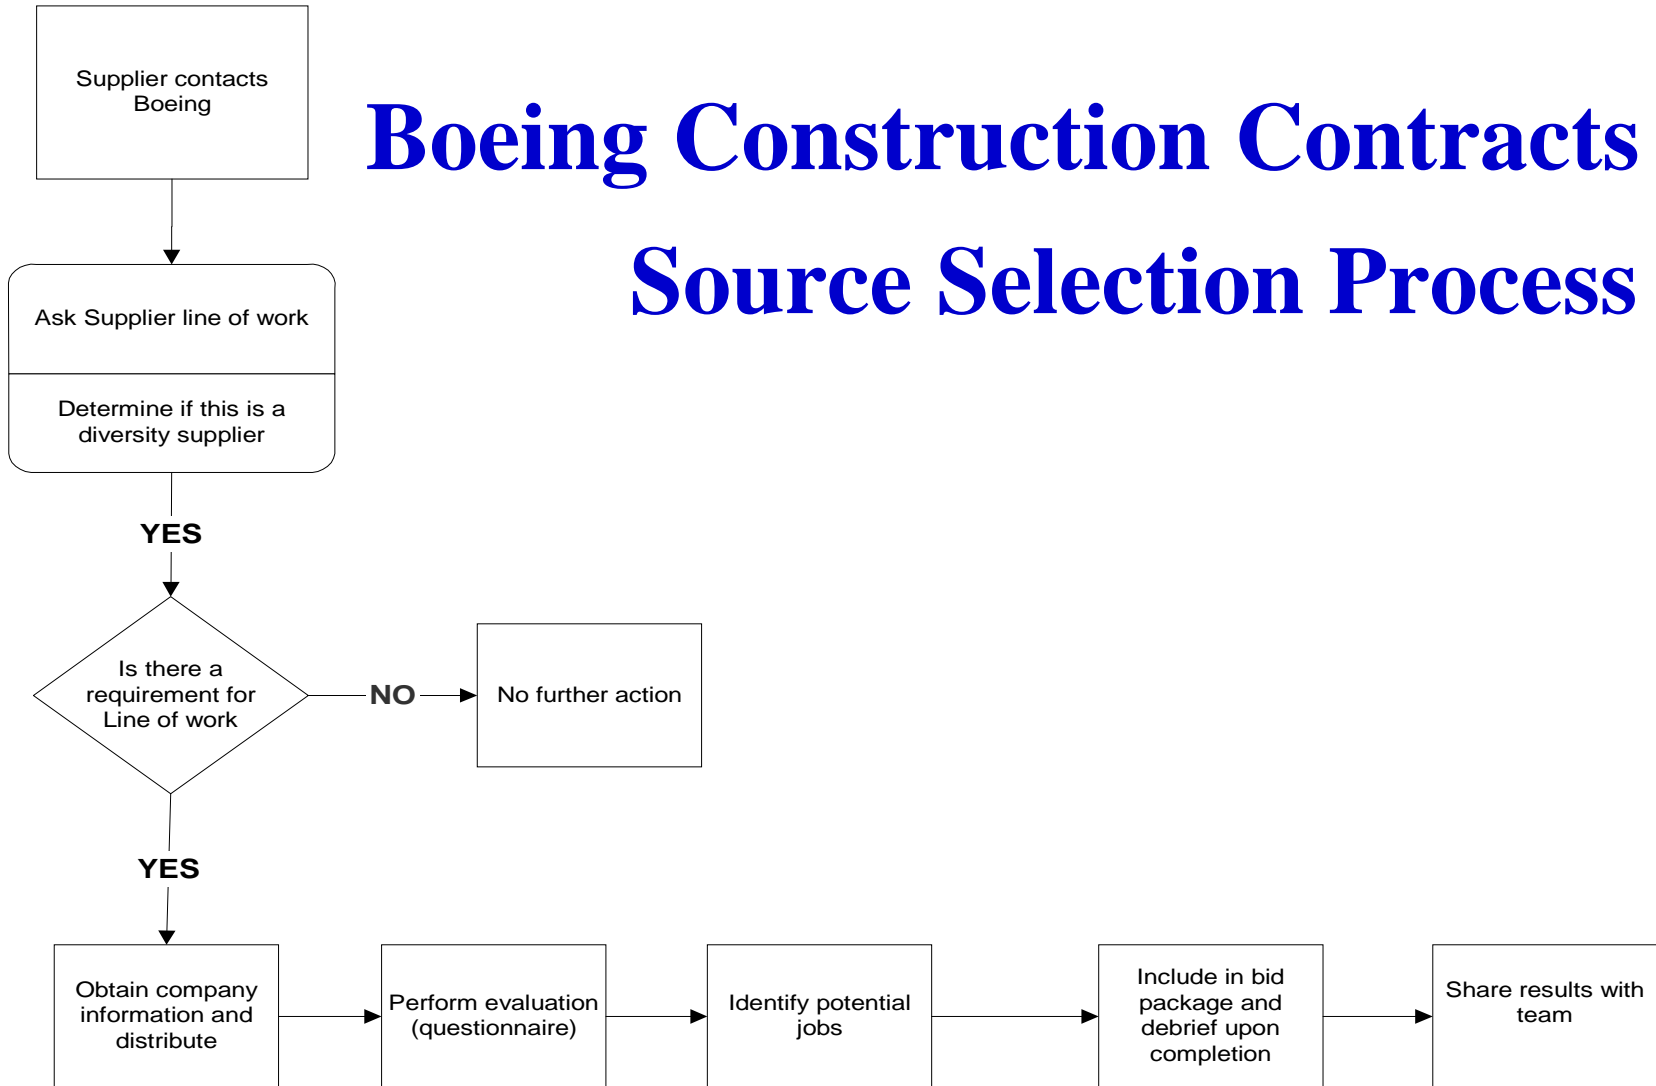 Supplier contacts
Boeing
Boeing Construction Contracts
Source Selection Process
Ask Supplier line of work
Determine if this is a
diversity supplier
YES
Is there a
requirement for
Line of work
NO
No further action
YES
Obtain company
information and
distribute
Perform evaluation
(questionnaire)
Identify potential
jobs
Include in bid
package and
debrief upon
completion
Share results with
team